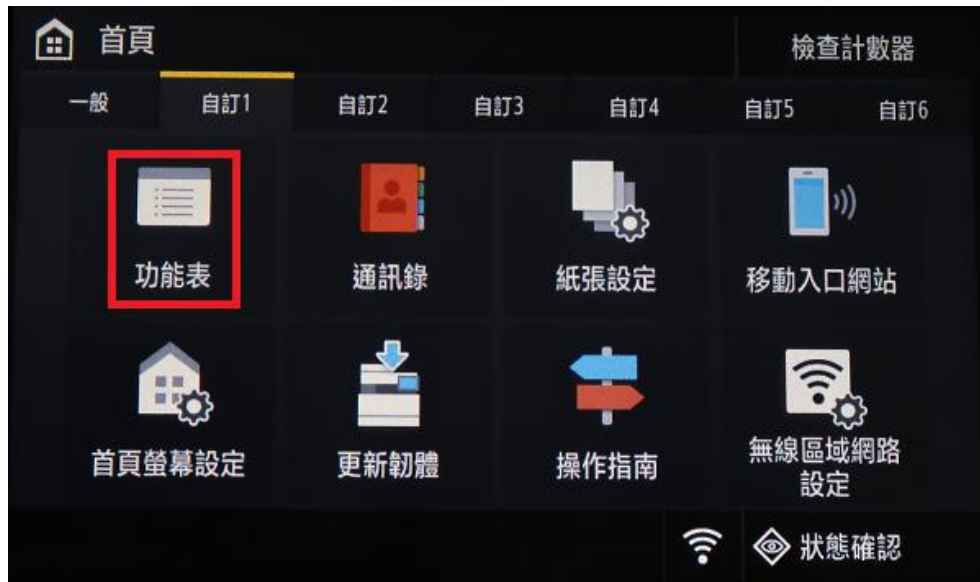 首頁
檢查計數器
一般
自訂1
自訂2
自訂3
自訂4
自訂5
自訂6
功能表
通訊錄
紙張設定
移動入口網站
首頁螢幕設定
更新韌體
操作指南
無線區域網路
設定
狀態確認